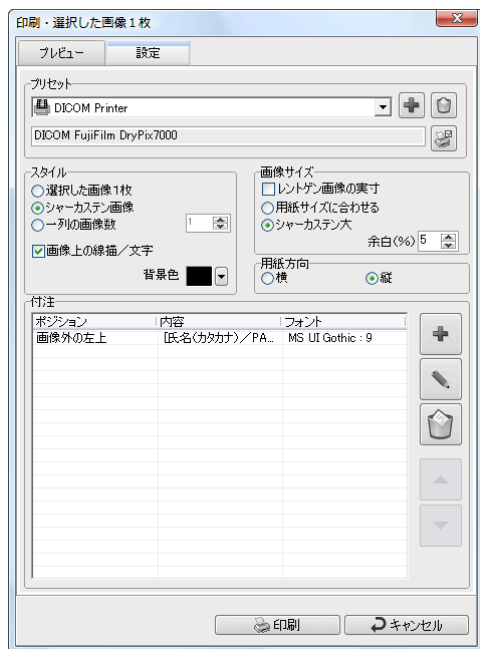 印刷・選択した画像1枚
プレビュー 設定
プリセット
DICOM Printer
DICOM FujiFilm DryPix7000
スタイル
選択した画像1枚
シャーカステン画像
一列の画像数 1
画像上の線描／文字
背景色
画像サイズ
レントゲン画像の実寸
用紙サイズに合わせる
シャーカステン大
余白(%) 5
用紙方向
横 縦
付注
ポジション 内容 フォント
画像外の左上 [氏名(カタカナ)／PA... MS UI Gothic : 9
印刷 キャンセル